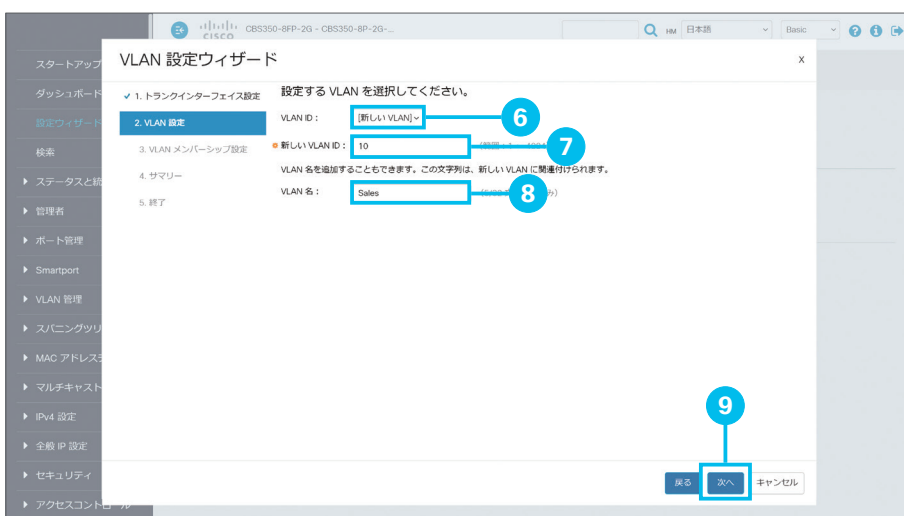 CISCO
CBS350-8FP-2G - CBS350-8P-2G-...
HM
日本語
Basic
スタートアップ
ダッシュボード
設定ウィザード
検索
ステータスと統
管理者
ポート管理
Smartport
VLAN 管理
スパニングツリ
MAC アドレス
マルチキャスト
IPv4 設定
全般 IP 設定
セキュリティ
アクセスコントロール
VLAN 設定ウィザード
x
1. トランクインターフェイス設定
2. VLAN 設定
3. VLAN メンバーシップ設定
4. サマリー
5. 終了
設定する VLAN を選択してください。
VLAN ID：
[新しい VLAN]
6
新しい VLAN ID：
10
7
VLAN 名を追加することもできます。この文字列は、新しい VLAN に関連付けられます。
VLAN 名：
Sales
8
9
戻る
次へ
キャンセル